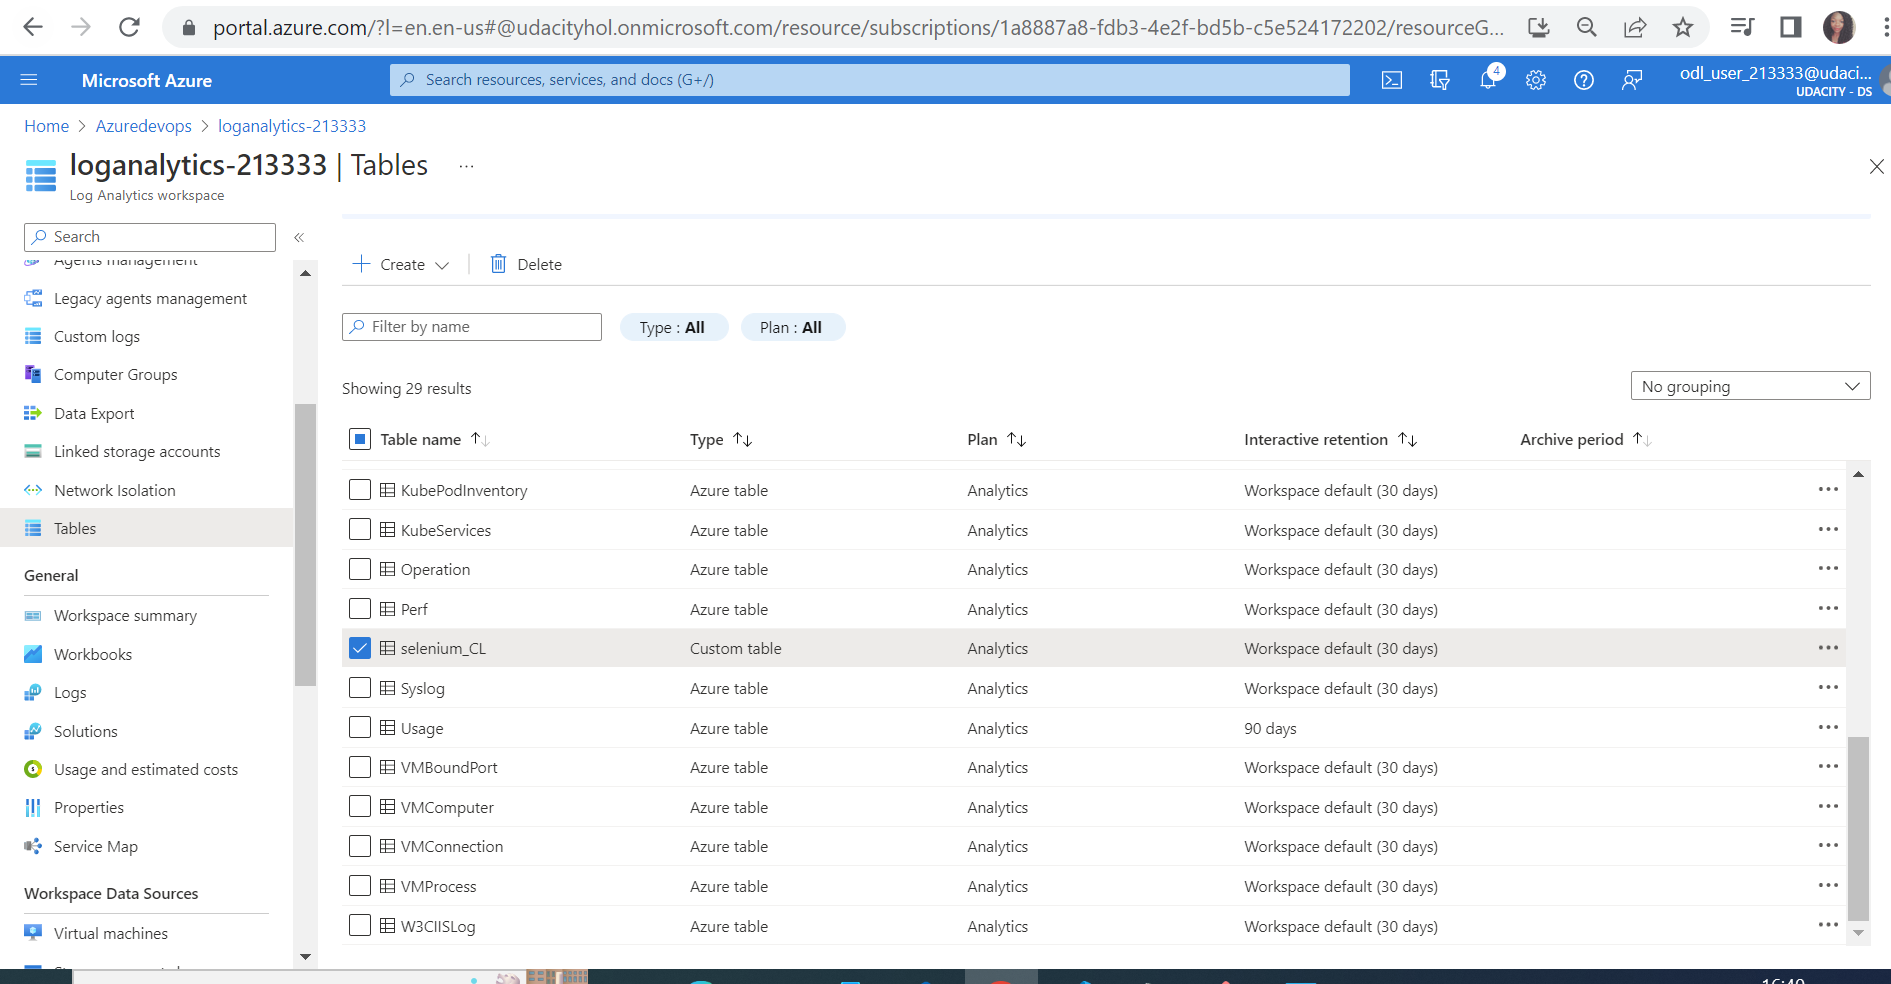 portal.azure.com/?l=en.en-us#@udacityhol.onmicrosoft.com/resource/subscriptions/1a8887a8-fdb3-4e2f-bd5b-c5e524172202/resourceG...
Microsoft Azure
Search resources, services, and docs (G+/)
4
odl_user_213333@udaci...
UDACITY - DS
Home > Azuredevops > loganalytics-213333
loganalytics-213333 | Tables ...
Log Analytics workspace
Search «
Agents management
Legacy agents management
Custom logs
Computer Groups
Data Export
Linked storage accounts
Network Isolation
Tables
General
Workspace summary
Workbooks
Logs
Solutions
Usage and estimated costs
Properties
Service Map
Workspace Data Sources
Virtual machines
Create Delete
Filter by name Type : All Plan : All
Showing 29 results No grouping
Table name Type Plan Interactive retention Archive period
KubePodInventory Azure table Analytics Workspace default (30 days)
KubeServices Azure table Analytics Workspace default (30 days)
Operation Azure table Analytics Workspace default (30 days)
Perf Azure table Analytics Workspace default (30 days)
selenium_CL Custom table Analytics Workspace default (30 days)
Syslog Azure table Analytics Workspace default (30 days)
Usage Azure table Analytics 90 days
VMBoundPort Azure table Analytics Workspace default (30 days)
VMComputer Azure table Analytics Workspace default (30 days)
VMConnection Azure table Analytics Workspace default (30 days)
VMProcess Azure table Analytics Workspace default (30 days)
W3CIISLog Azure table Analytics Workspace default (30 days)